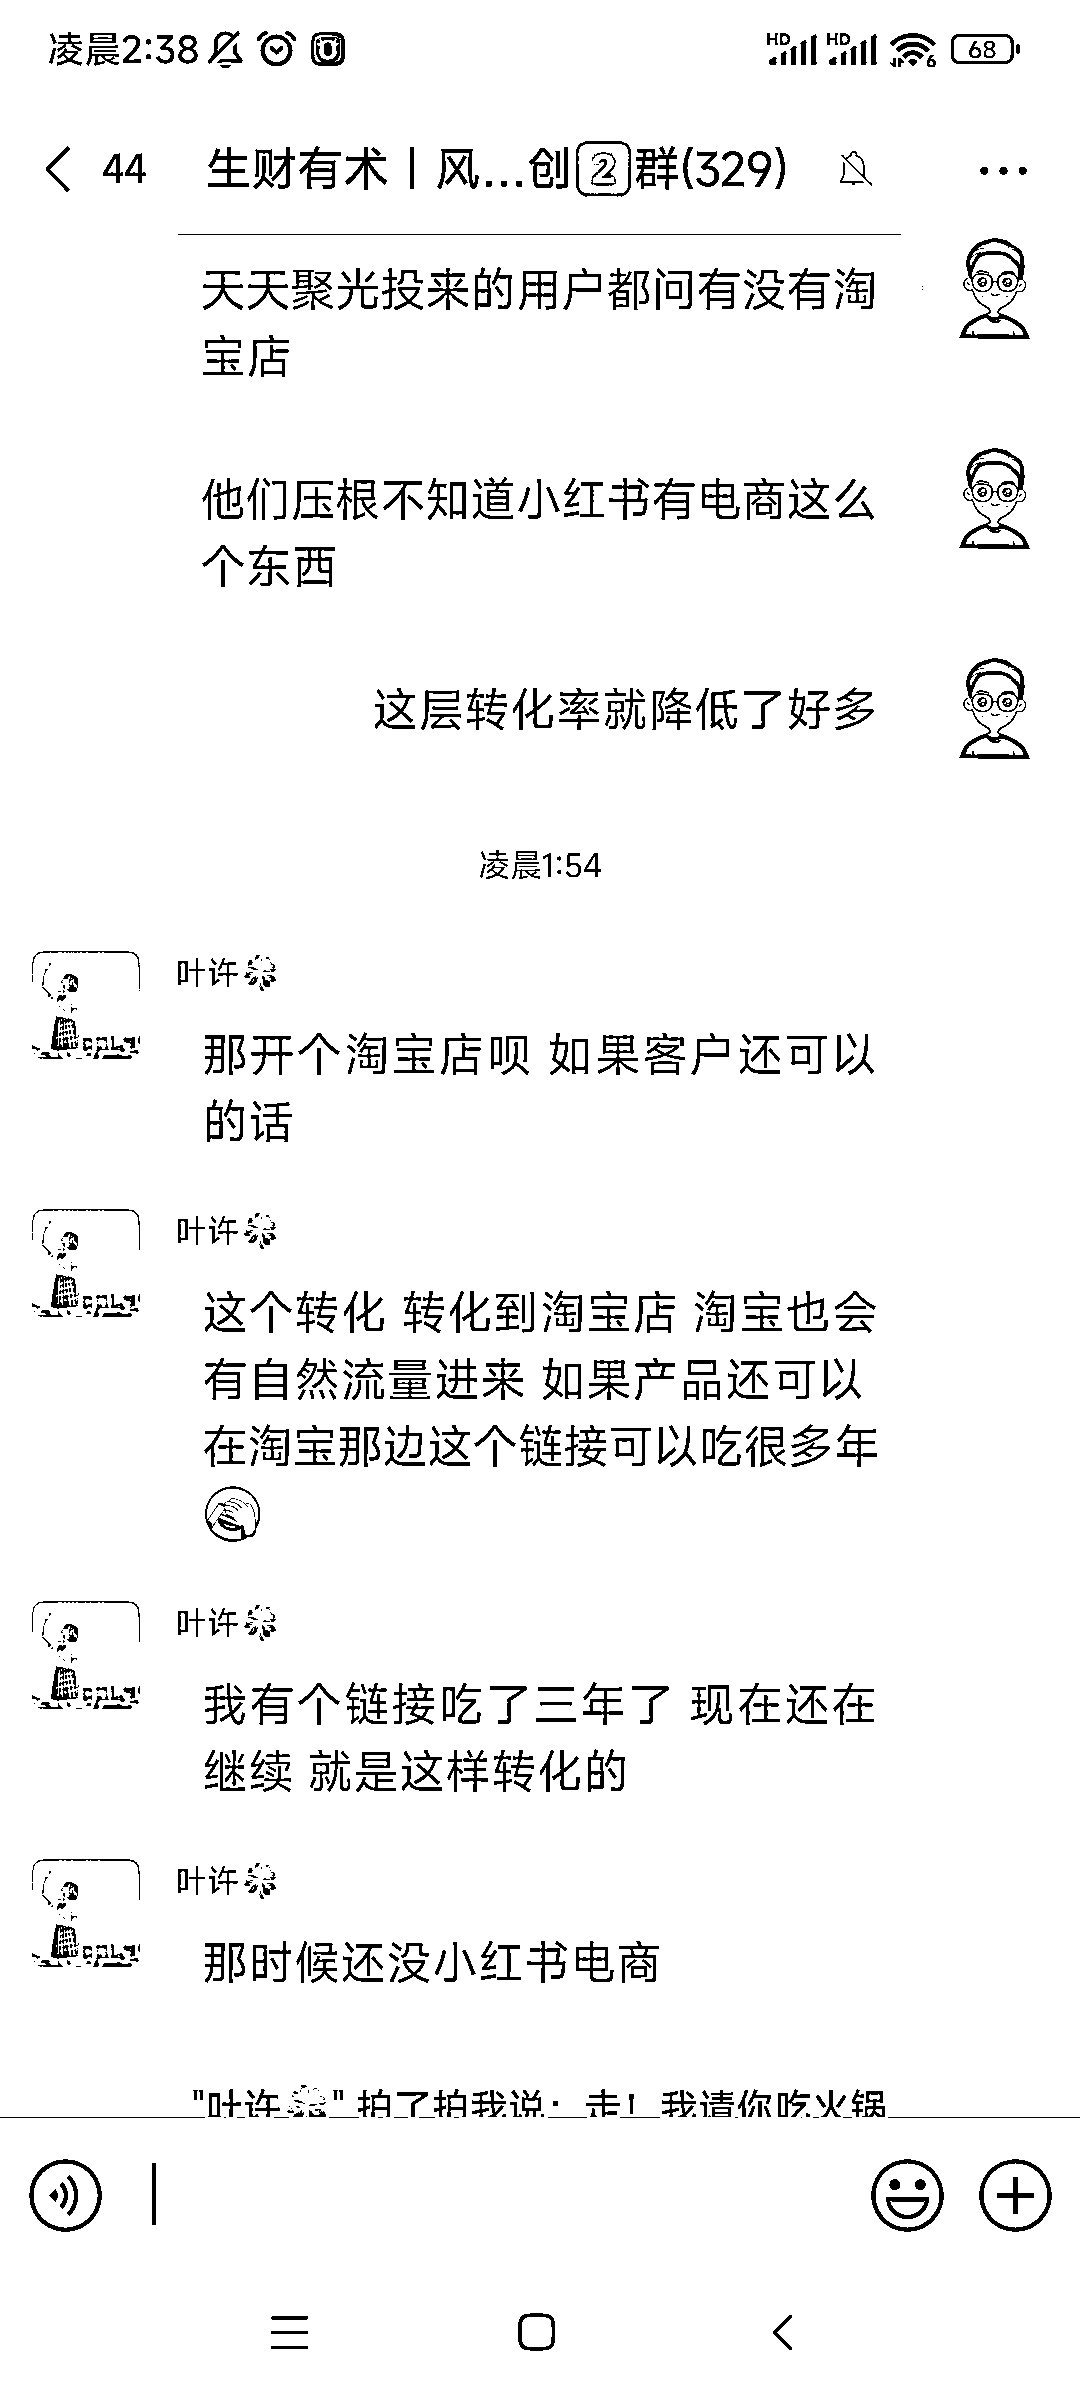 凌晨2:38
HD HD 6 68
44 生财有术丨风...创2群(329)
天天聚光投来的用户都问有没有淘
宝店
他们压根不知道小红书有电商这么
个东西
这层转化率就降低了好多
凌晨1:54
叶许
那开个淘宝店呗 如果客户还可以
的话
叶许
这个转化 转化到淘宝店 淘宝也会
有自然流量进来 如果产品还可以
在淘宝那边这个链接可以吃很多年
叶许
我有个链接吃了三年了 现在还在
继续 就是这样转化的
叶许
那时候还没小红书电商
"叶许" 拍了拍我说：走！我请你吃火锅